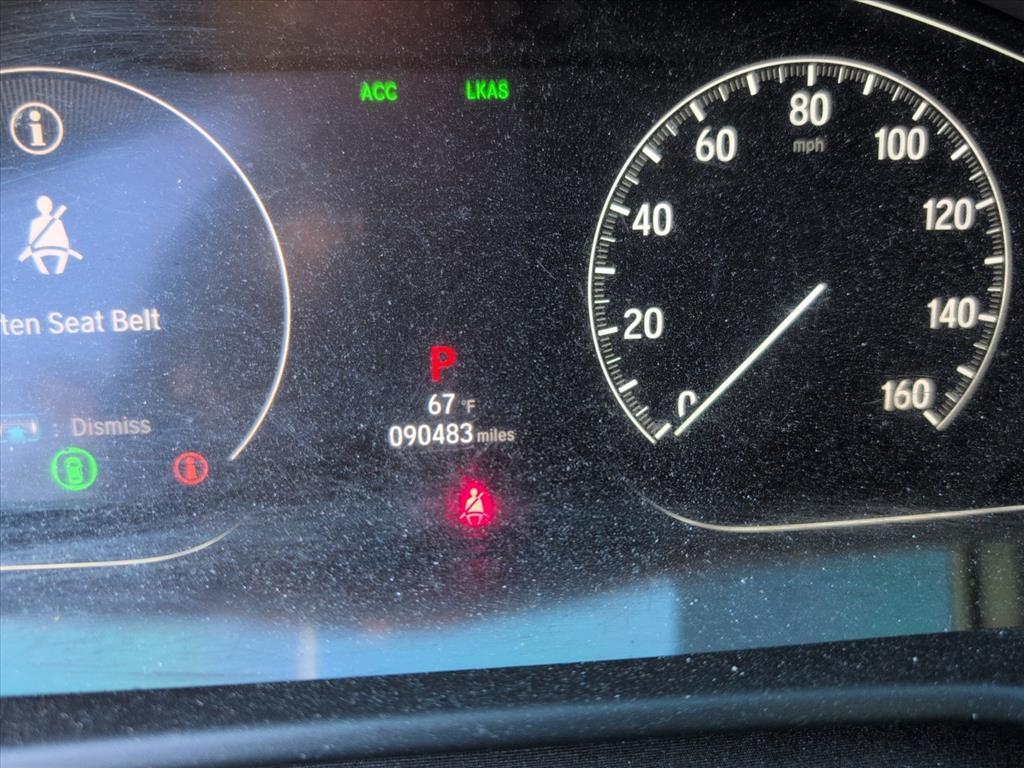 ACC LKAS
80
60 mph 100
40 120
ten Seat Belt
20 140
P
67 °F
0 160
Dismiss
090483 miles